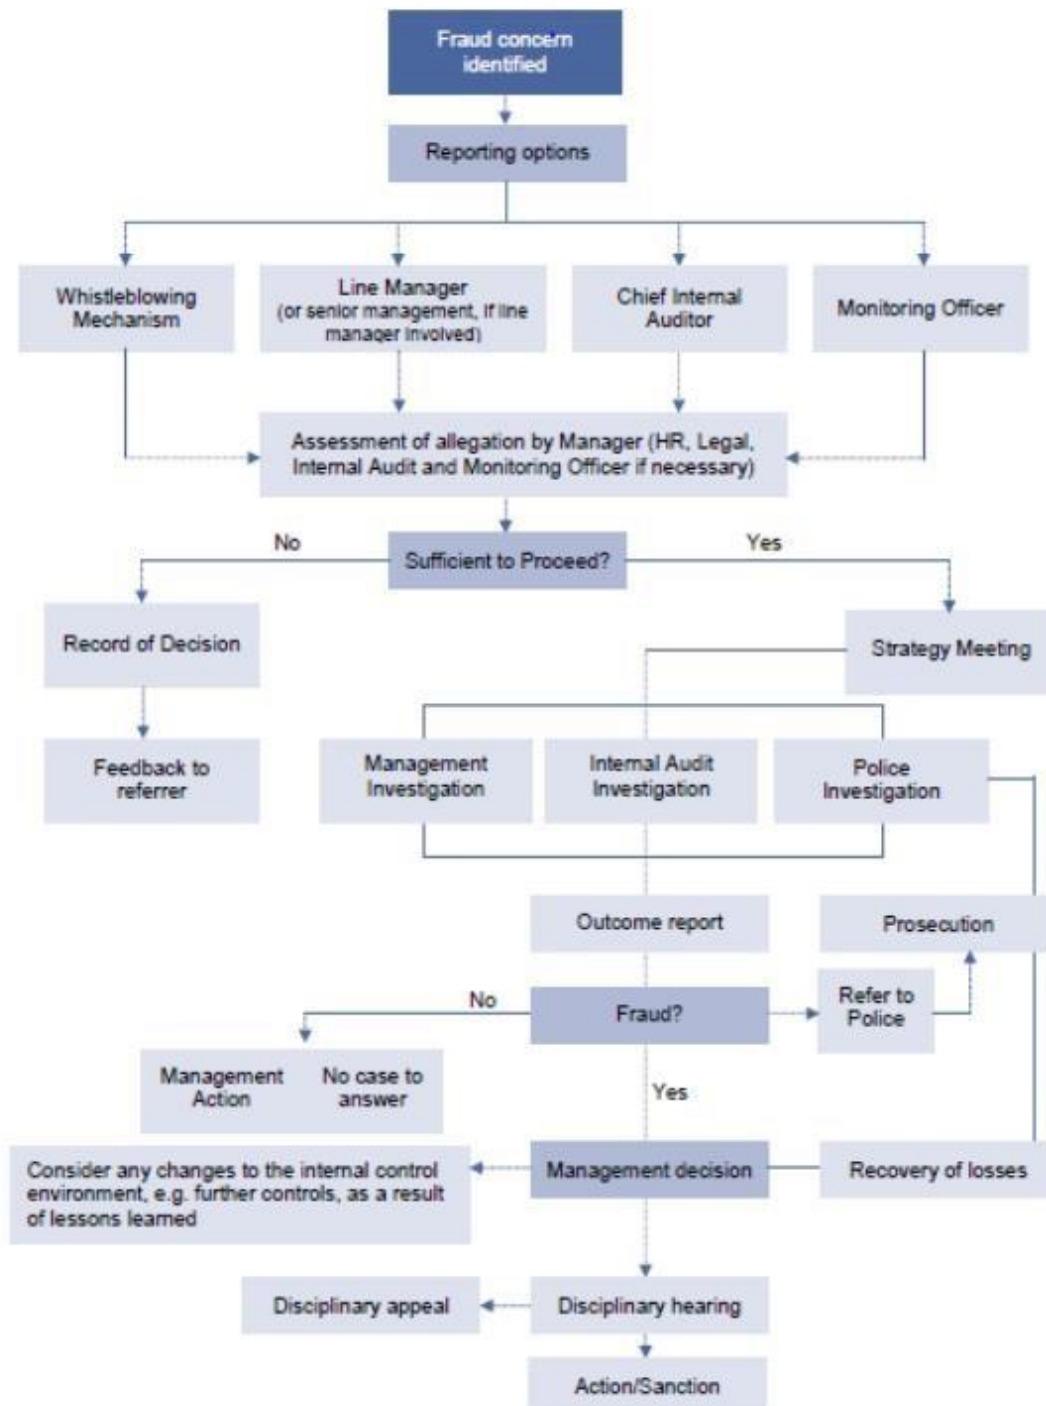 Fraud concern
identified
Reporting options
Whistleblowing
Mechanism
Line Manager
(or senior management, if line
manager involved)
Chief Internal
Auditor
Monitoring Officer
Assessment of allegation by Manager (HR, Legal,
Internal Audit and Monitoring Officer if necessary)
No
Sufficient to Proceed?
Yes
Record of Decision
Strategy Meeting
Feedback to
referrer
Management
Investigation
Internal Audit
Investigation
Police
Investigation
Outcome report
Prosecution
No
Fraud?
Refer to
Police
Management
Action
No case to
answer
Yes
Consider any changes to the internal control
environment, e.g. further controls, as a result
of lessons learned
Management decision
Recovery of losses
Disciplinary appeal
Disciplinary hearing
Action/Sanction